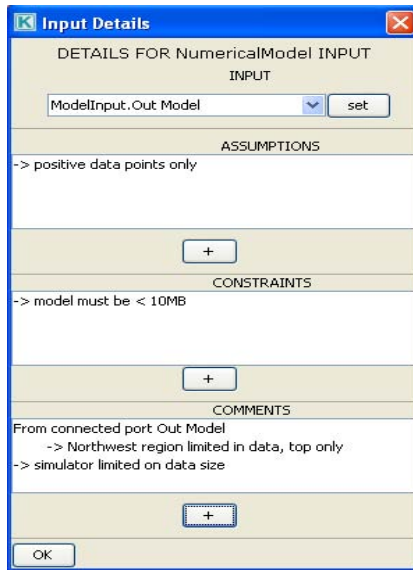 K Input Details
DETAILS FOR NumericalModel INPUT
INPUT
ModelInput.Out Model set
ASSUMPTIONS
-> positive data points only
+
CONSTRAINTS
-> model must be < 10MB
+
COMMENTS
From connected port Out Model
-> Northwest region limited in data, top only
-> simulator limited on data size
+
OK